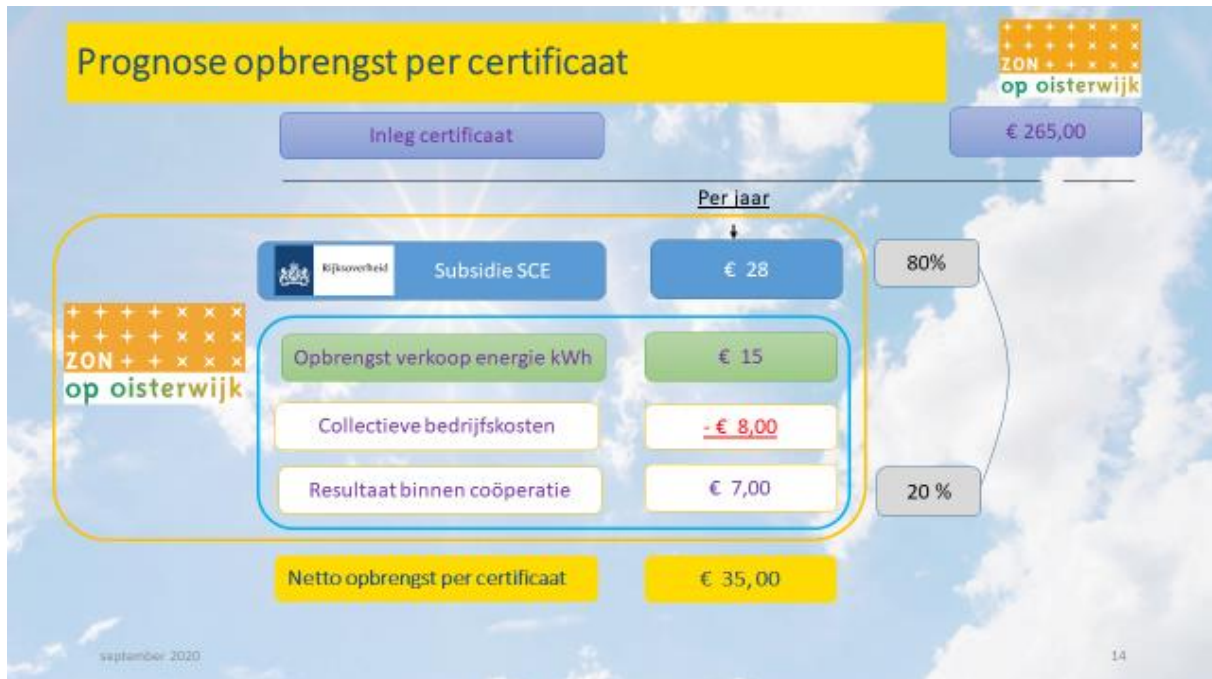 Prognose opbrengst per certificaat
ZON
op oisterwijk
Inleg certificaat
€ 265,00
Per jaar
Rijksoverheid
Subsidie SCE
€ 28
80%
ZON
op oisterwijk
Opbrengst verkoop energie kWh
€ 15
Collectieve bedrijfskosten
- € 8,00
Resultaat binnen coöperatie
€ 7,00
20 %
Netto opbrengst per certificaat
€ 35,00
september 2020
14